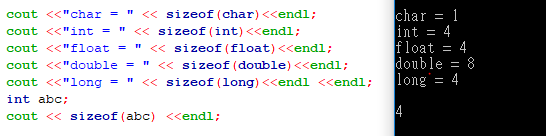 cout <<"char = " << sizeof(char)<<endl;
cout <<"int = " << sizeof(int)<<endl;
cout <<"float = " << sizeof(float)<<endl;
cout <<"double = " << sizeof(double)<<endl;
cout <<"long = " << sizeof(long)<<endl <<endl;
int abc;
cout << sizeof(abc) <<endl;
char = 1
int = 4
float = 4
double = 8
long = 4
4